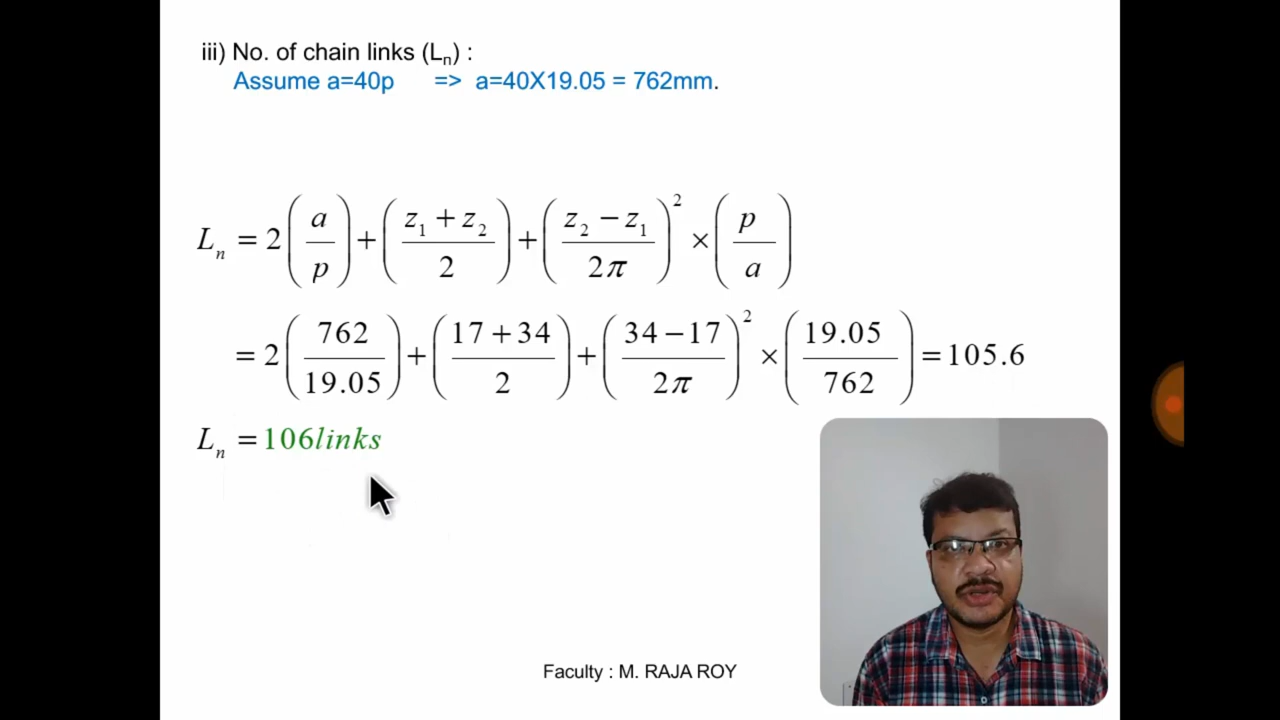 iii) No. of chain links (Lₙ) :
Assume a=40p => a=40X19.05 = 762mm.
Lₙ = 2(a/p) + ((z₁ + z₂)/2) + ((z₂ − z₁)/2π)² × (p/a)
= 2(762/19.05) + ((17 + 34)/2) + ((34 − 17)/2π)² × (19.05/762) = 105.6
Lₙ = 106links
Faculty : M. RAJA ROY